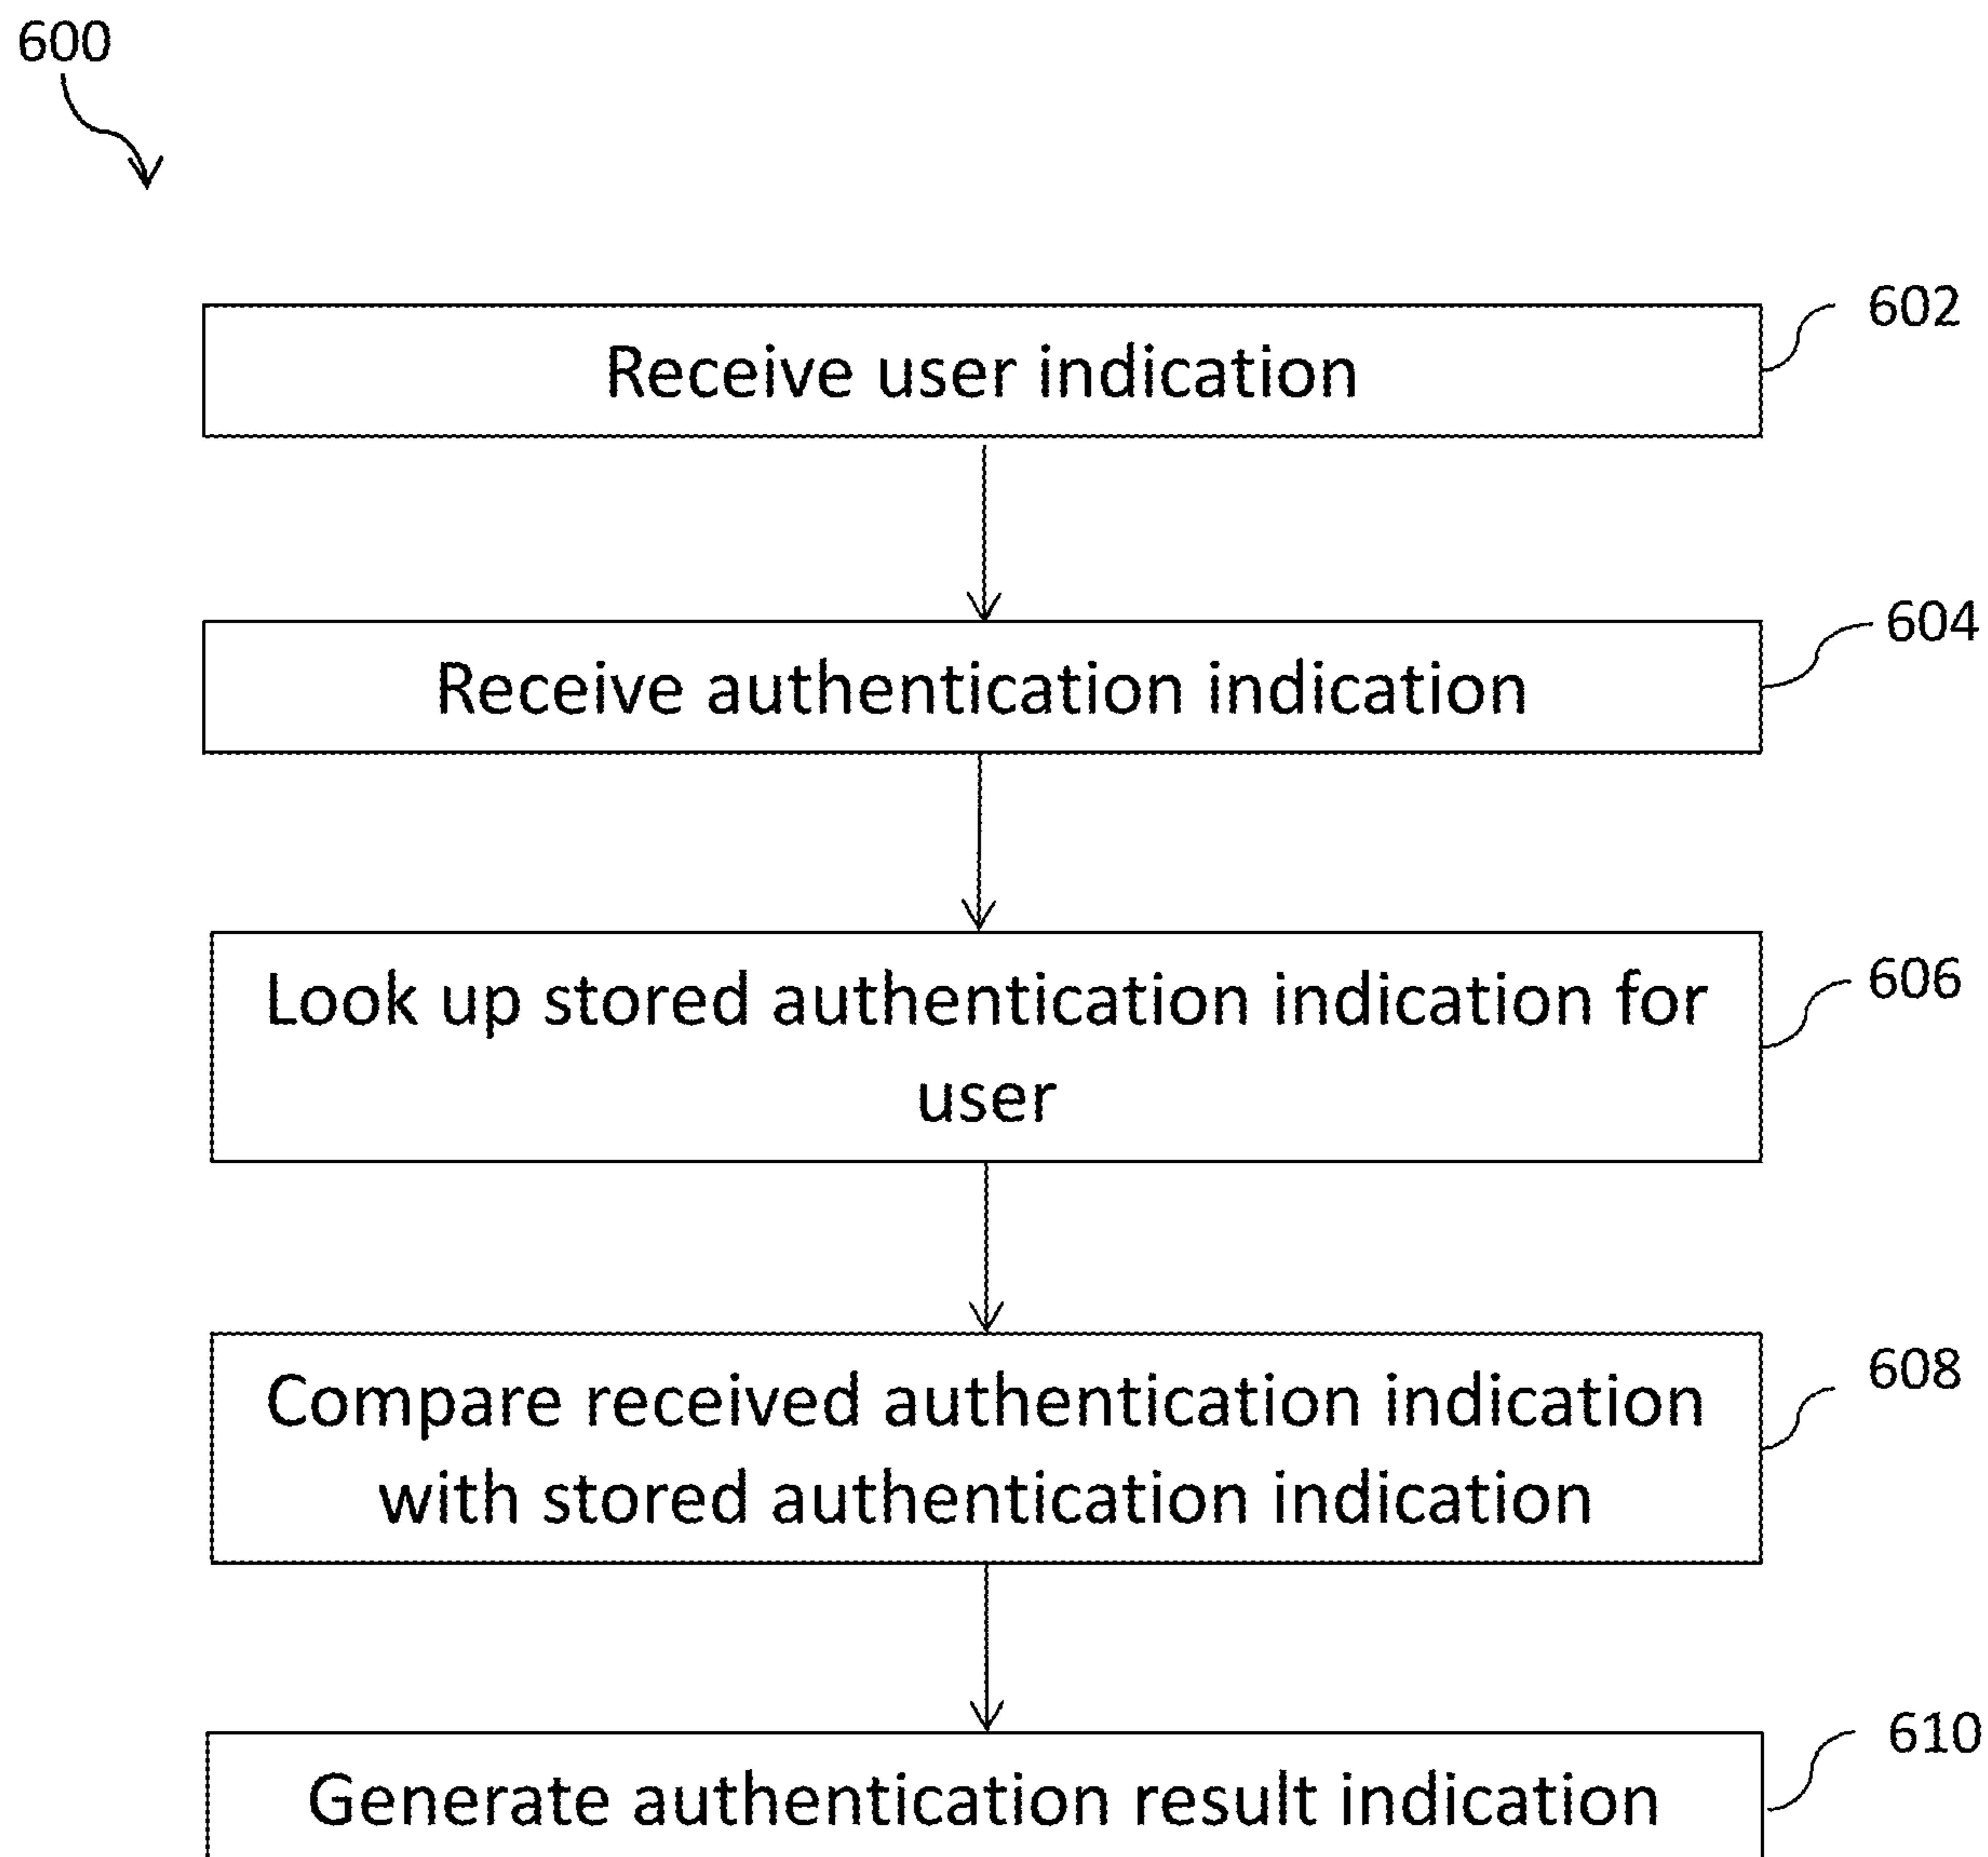 600
602
Receive user indication
604
Receive authentication indication
606
Look up stored authentication indication for
user
608
Compare received authentication indication
with stored authentication indication
610
Generate authentication result indication